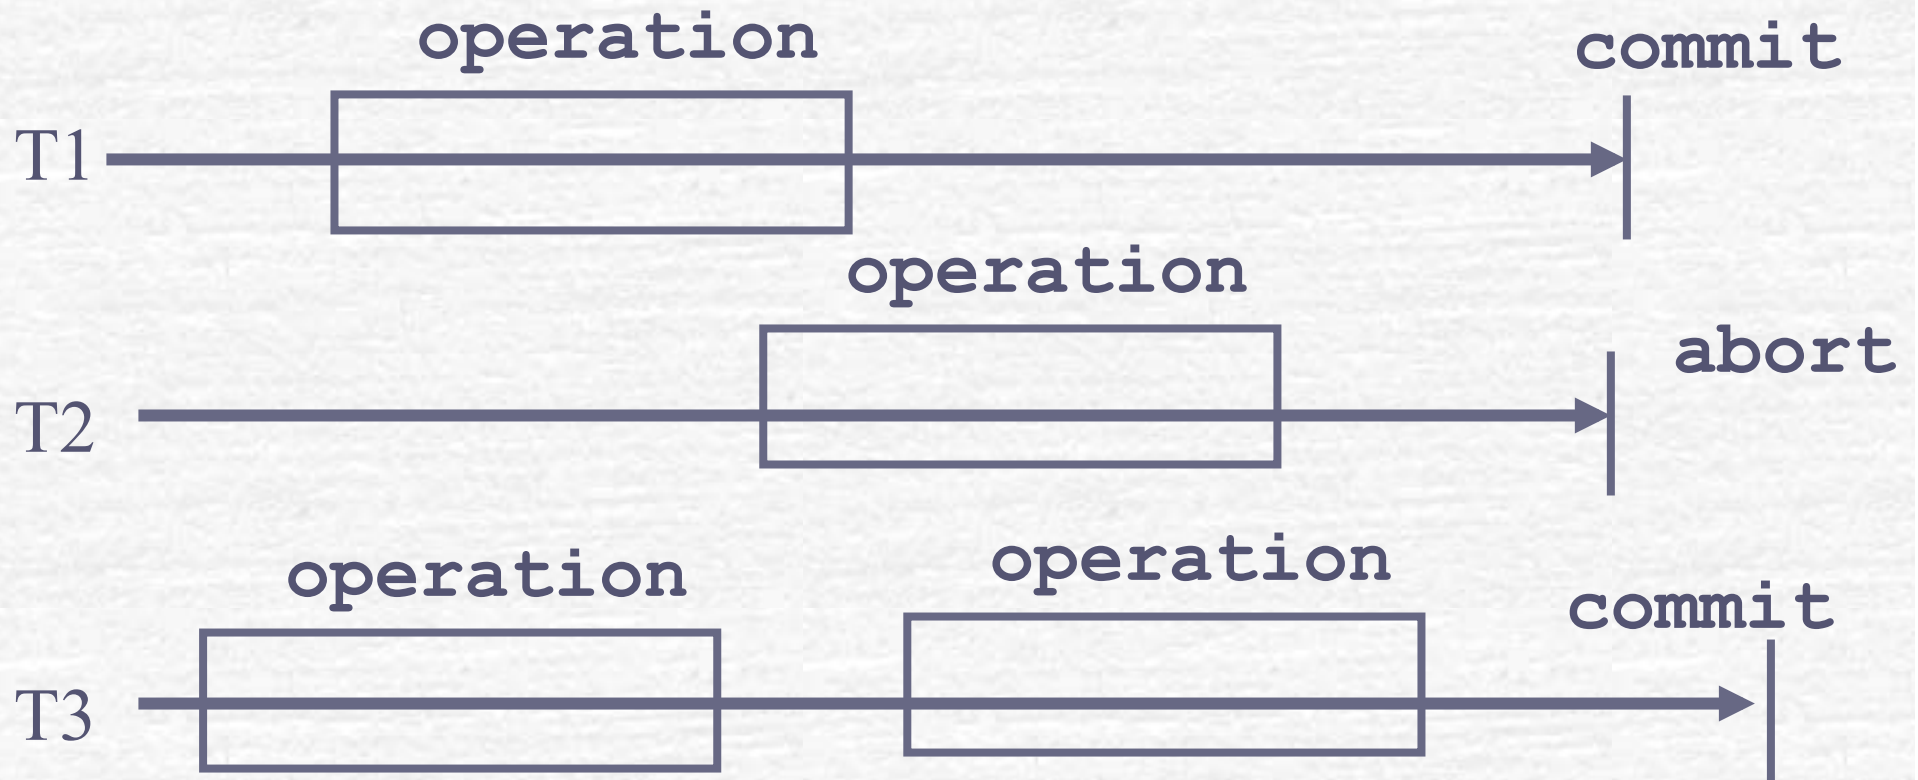 operation
commit
T1
operation
abort
T2
operation
operation
commit
T3